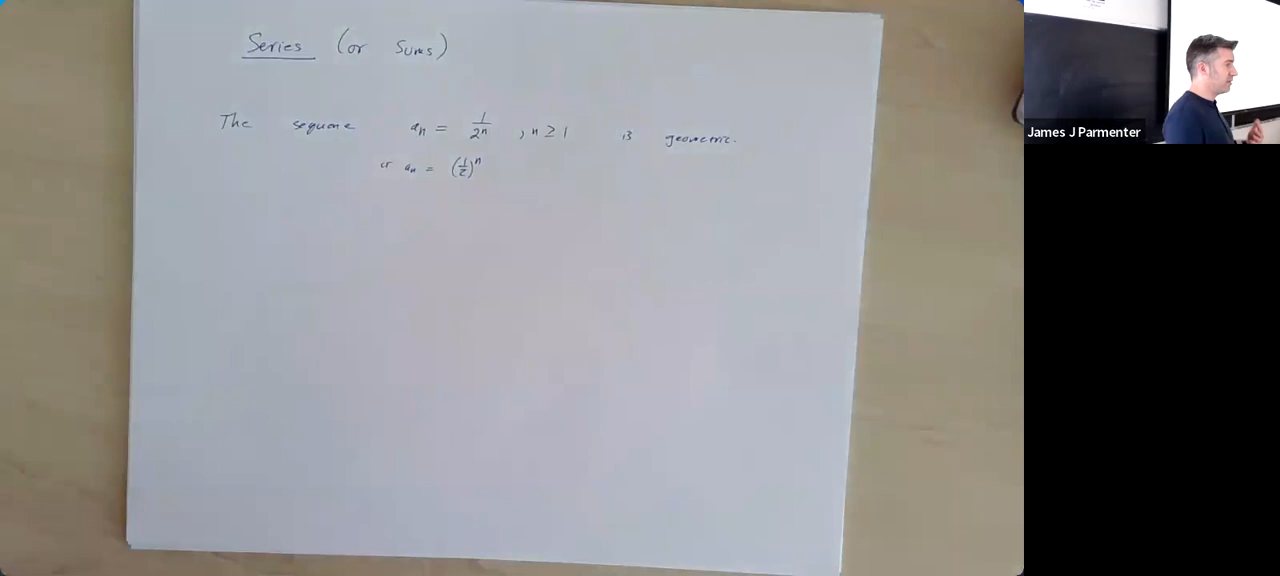 Series (or Sums)
The sequence aₙ = 1/2ⁿ , n ≥ 1 is geometric.
or aₙ = (1/2)ⁿ
James J Parmenter